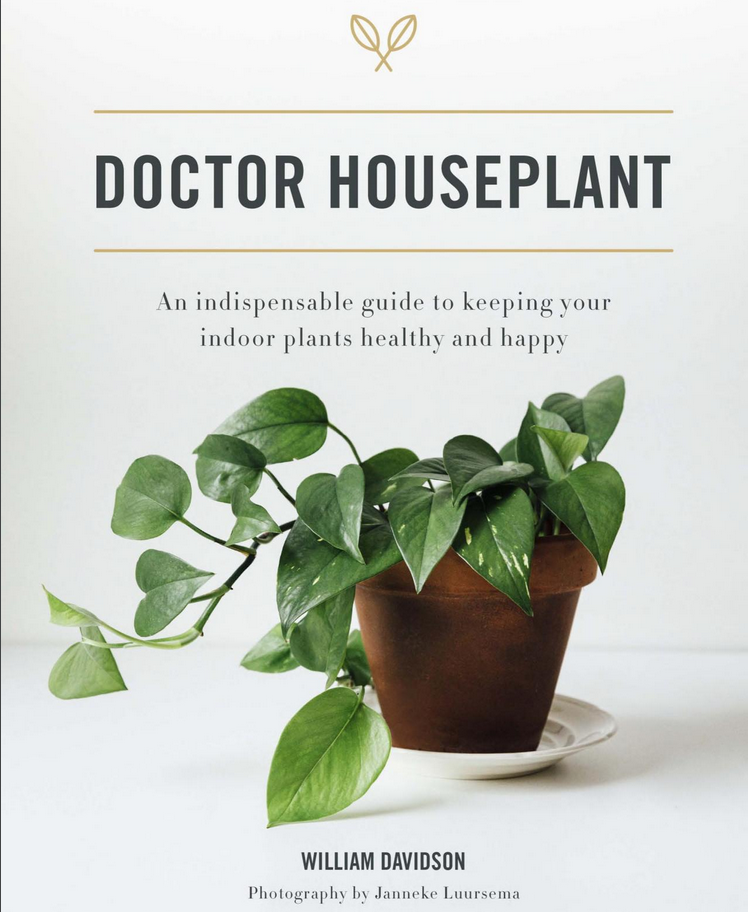 DOCTOR HOUSEPLANT
An indispensable guide to keeping your
indoor plants healthy and happy
WILLIAM DAVIDSON
Photography by Janneke Luursema